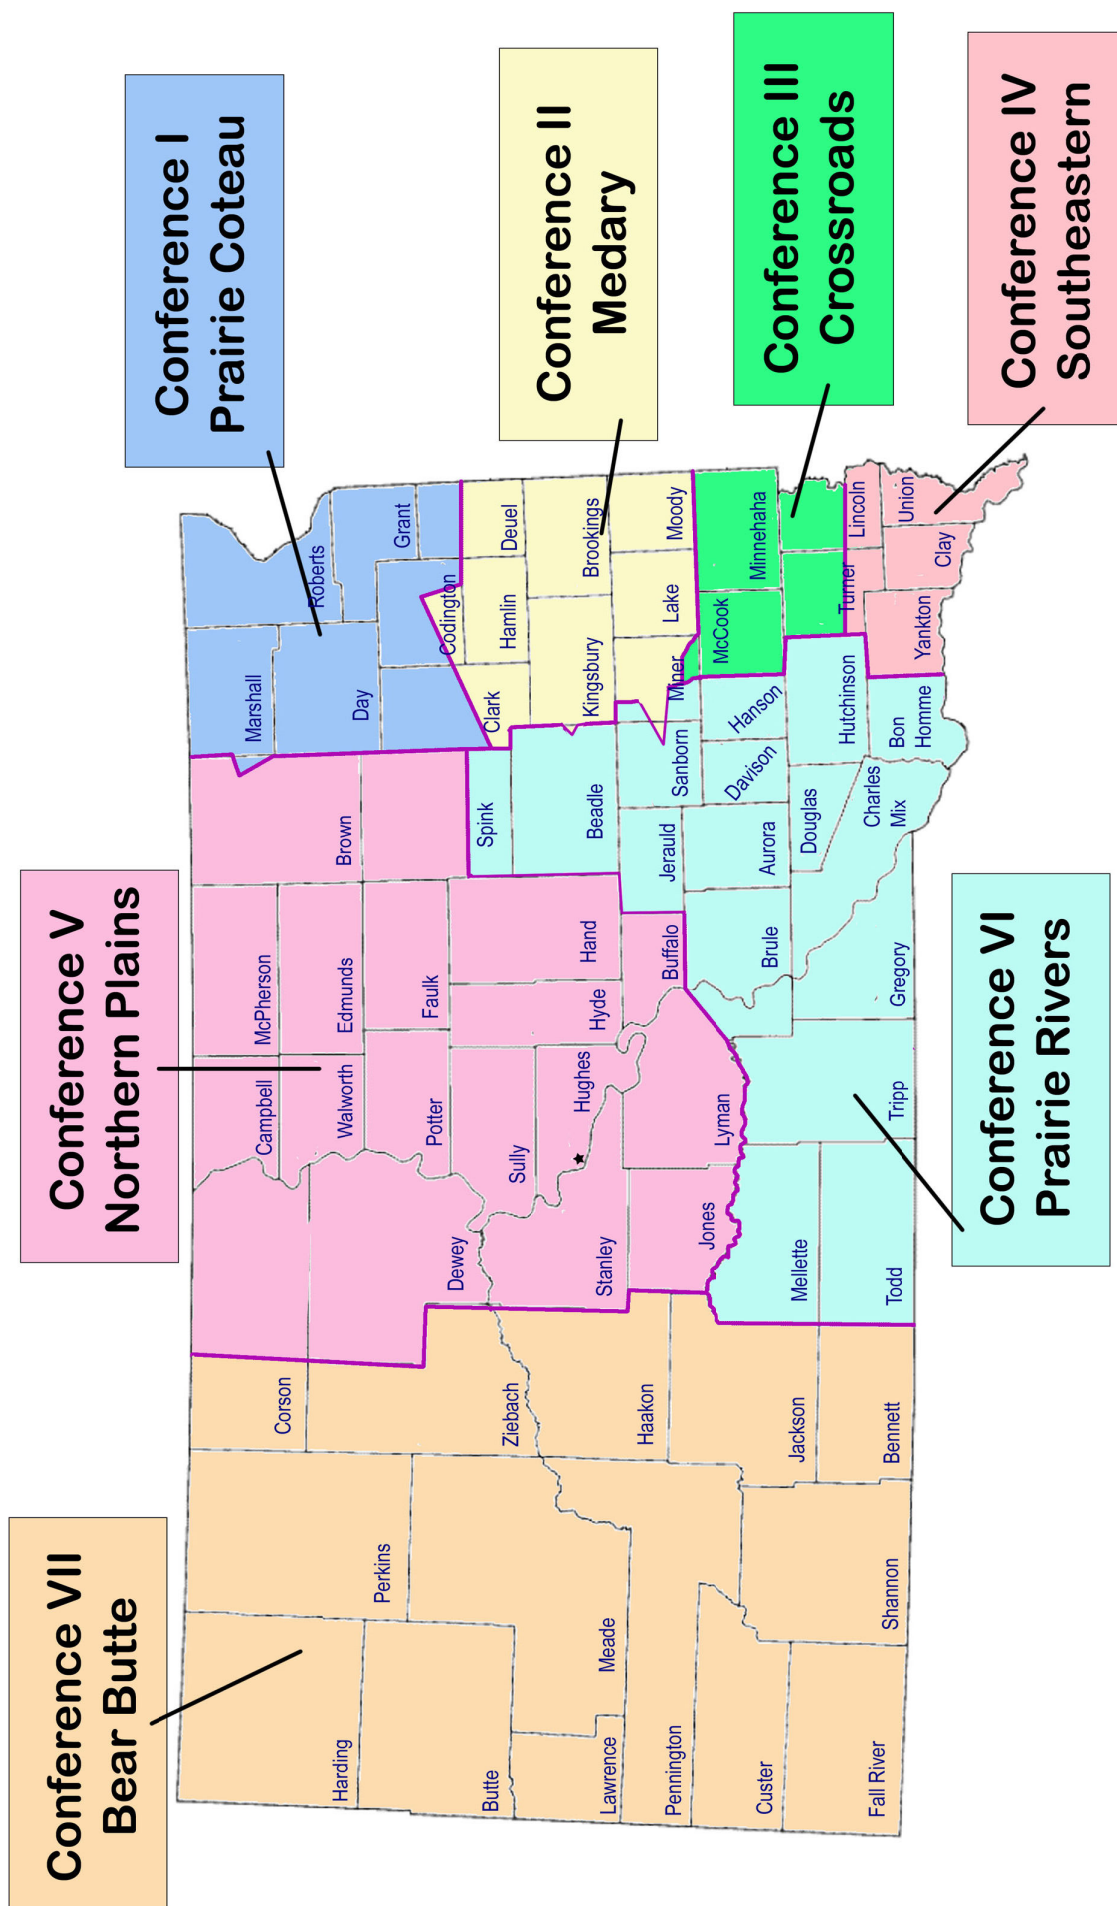 Conference VII
Bear Butte
Conference V
Northern Plains
Conference I
Prairie Coteau
Conference II
Medary
Conference III
Crossroads
Conference IV
Southeastern
Conference VI
Prairie Rivers
Harding
Perkins
Corson
Campbell
McPherson
Marshall
Roberts
Butte
Ziebach
Dewey
Walworth
Edmunds
Brown
Day
Grant
Potter
Faulk
Codington
Lawrence
Meade
Haakon
Stanley
Sully
Hughes
Hyde
Hand
Spink
Clark
Hamlin
Deuel
Beadle
Kingsbury
Brookings
Pennington
Jackson
Jones
Lyman
Buffalo
Jerauld
Sanborn
Miner
Lake
Moody
Custer
Mellette
Brule
Aurora
Davison
Hanson
McCook
Minnehaha
Fall River
Shannon
Bennett
Todd
Tripp
Gregory
Charles
Mix
Douglas
Hutchinson
Turner
Lincoln
Bon
Homme
Yankton
Clay
Union